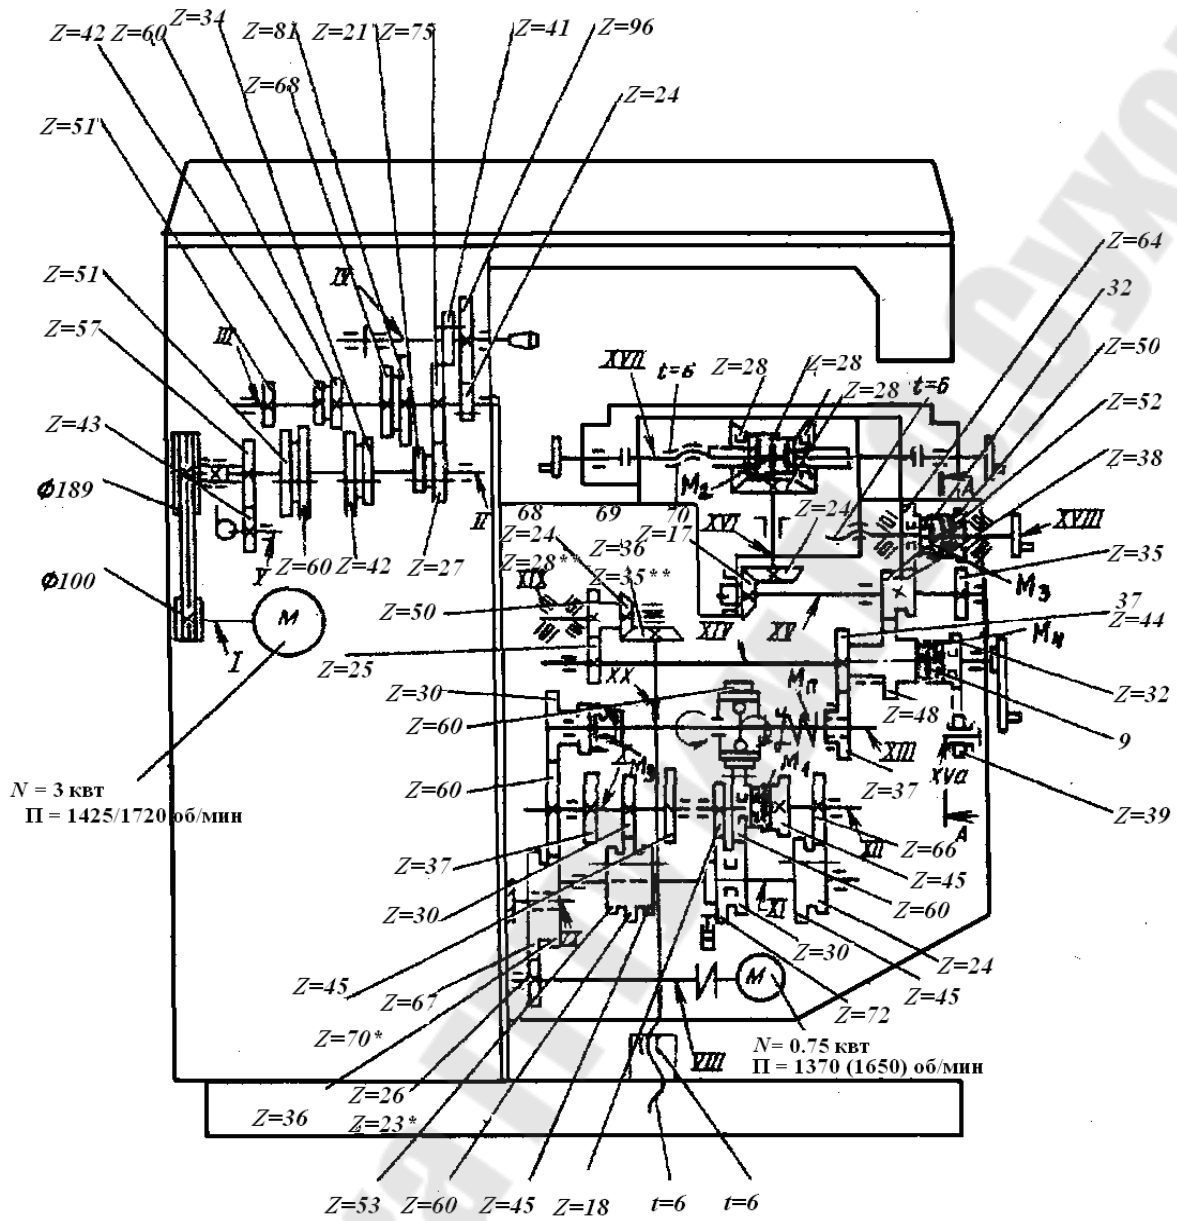 Z=34
Z=42 Z=60 Z=81 Z=21 Z=75 Z=41 Z=96
Z=68
Z=24
Z=51
Z=64
IV
Z=51
32
III
Z=57
XVII
t=6 Z=28 Z=28
Z=50
Z=28 t=6
Z=52
Z=43
Z=38
M2
A
Ф189
68 69 70
Z=24
XVI
XVIII
II
Z=24 Z=36 Z=17
V
Z=60 Z=42 Z=27
Z=28** Z=35**
Z=35
Ф100
XIX
M3
M
Z=50
37
XIV XV
Z=44
I
M4
Z=25
XX
Z=30
Мп
Z=32
Z=60
Z=48
9
XIII
XVa
N = 3 квт
X
M1
П = 1425/1720 об/мин
Z=60
Z=37
Z=39
A
XII
Z=66
Z=37
Z=45
XI
Z=30
Z=60
Z=30
Z=24
Z=45
M
Z=45
Z=67
Z=72
Z=70*
N= 0.75 квт
VIII
П = 1370 (1650) об/мин
Z=26
Z=36 Z=23*
Z=53 Z=60 Z=45 Z=18 t=6 t=6